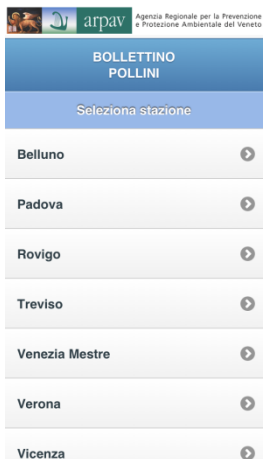 arpav
Agenzia Regionale per la Prevenzione
e Protezione Ambientale del Veneto
BOLLETTINO
POLLINI
Seleziona stazione
Belluno
Padova
Rovigo
Treviso
Venezia Mestre
Verona
Vicenza